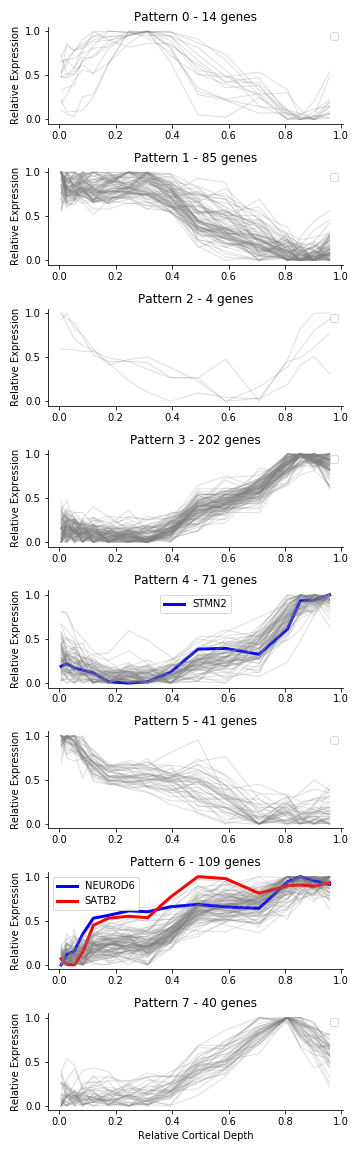 Pattern 0 - 14 genes
Relative Expression
1.0
0.5
0.0
0.0 0.2 0.4 0.6 0.8 1.0
Pattern 1 - 85 genes
Relative Expression
1.0
0.5
0.0
0.0 0.2 0.4 0.6 0.8 1.0
Pattern 2 - 4 genes
Relative Expression
1.0
0.5
0.0
0.0 0.2 0.4 0.6 0.8 1.0
Pattern 3 - 202 genes
Relative Expression
1.0
0.5
0.0
0.0 0.2 0.4 0.6 0.8 1.0
Pattern 4 - 71 genes
Relative Expression
1.0
STMN2
0.5
0.0
0.0 0.2 0.4 0.6 0.8 1.0
Pattern 5 - 41 genes
Relative Expression
1.0
0.5
0.0
0.0 0.2 0.4 0.6 0.8 1.0
Pattern 6 - 109 genes
Relative Expression
1.0
NEUROD6
SATB2
0.5
0.0
0.0 0.2 0.4 0.6 0.8 1.0
Pattern 7 - 40 genes
Relative Expression
1.0
0.5
0.0
0.0 0.2 0.4 0.6 0.8 1.0
Relative Cortical Depth